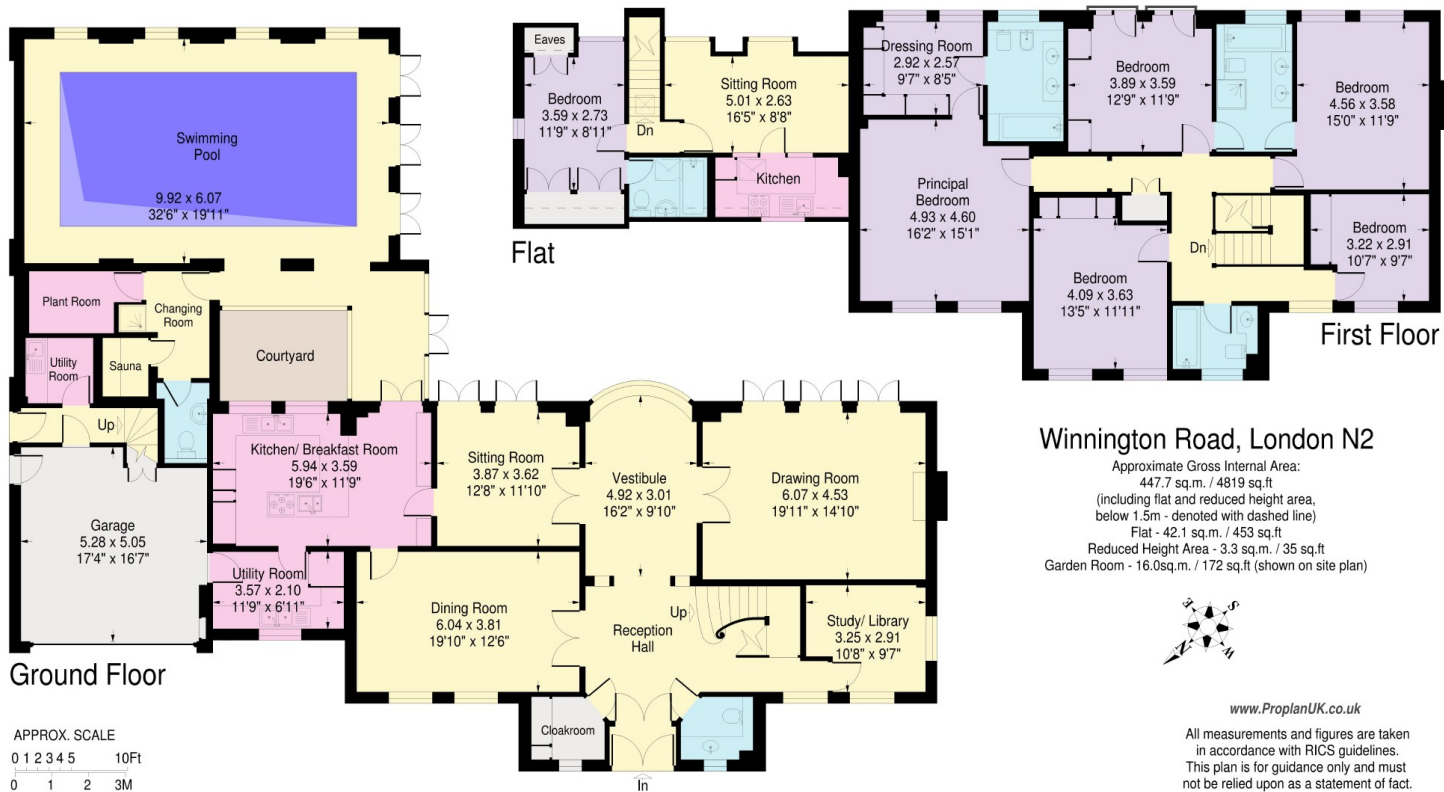 Swimming
Pool
9.92 x 6.07
32'6" x 19'11"
Plant Room
Changing
Room
Utility
Room
Sauna
Courtyard
Up
Kitchen/ Breakfast Room
5.94 x 3.59
19'6" x 11'9"
Sitting Room
3.87 x 3.62
12'8" x 11'10"
Vestibule
4.92 x 3.01
16'2" x 9'10"
Drawing Room
6.07 x 4.53
19'11" x 14'10"
Garage
5.28 x 5.05
17'4" x 16'7"
Utility Room
3.57 x 2.10
11'9" x 6'11"
Dining Room
6.04 x 3.81
19'10" x 12'6"
Reception
Hall
Up
Study/ Library
3.25 x 2.91
10'8" x 9'7"
Cloakroom
In
Ground Floor
APPROX. SCALE
0 1 2 3 4 5 10Ft
0 1 2 3M
Eaves
Bedroom
3.59 x 2.73
11'9" x 8'11"
Dn
Sitting Room
5.01 x 2.63
16'5" x 8'8"
Kitchen
Flat
Dressing Room
2.92 x 2.57
9'7" x 8'5"
Bedroom
3.89 x 3.59
12'9" x 11'9"
Bedroom
4.56 x 3.58
15'0" x 11'9"
Principal
Bedroom
4.93 x 4.60
16'2" x 15'1"
Bedroom
4.09 x 3.63
13'5" x 11'11"
Dn
Bedroom
3.22 x 2.91
10'7" x 9'7"
First Floor
Winnington Road, London N2
Approximate Gross Internal Area:
447.7 sq.m. / 4819 sq.ft
(including flat and reduced height area,
below 1.5m - denoted with dashed line)
Flat - 42.1 sq.m. / 453 sq.ft
Reduced Height Area - 3.3 sq.m. / 35 sq.ft
Garden Room - 16.0sq.m. / 172 sq.ft (shown on site plan)
E S
N W
www.ProplanUK.co.uk
All measurements and figures are taken
in accordance with RICS guidelines.
This plan is for guidance only and must
not be relied upon as a statement of fact.